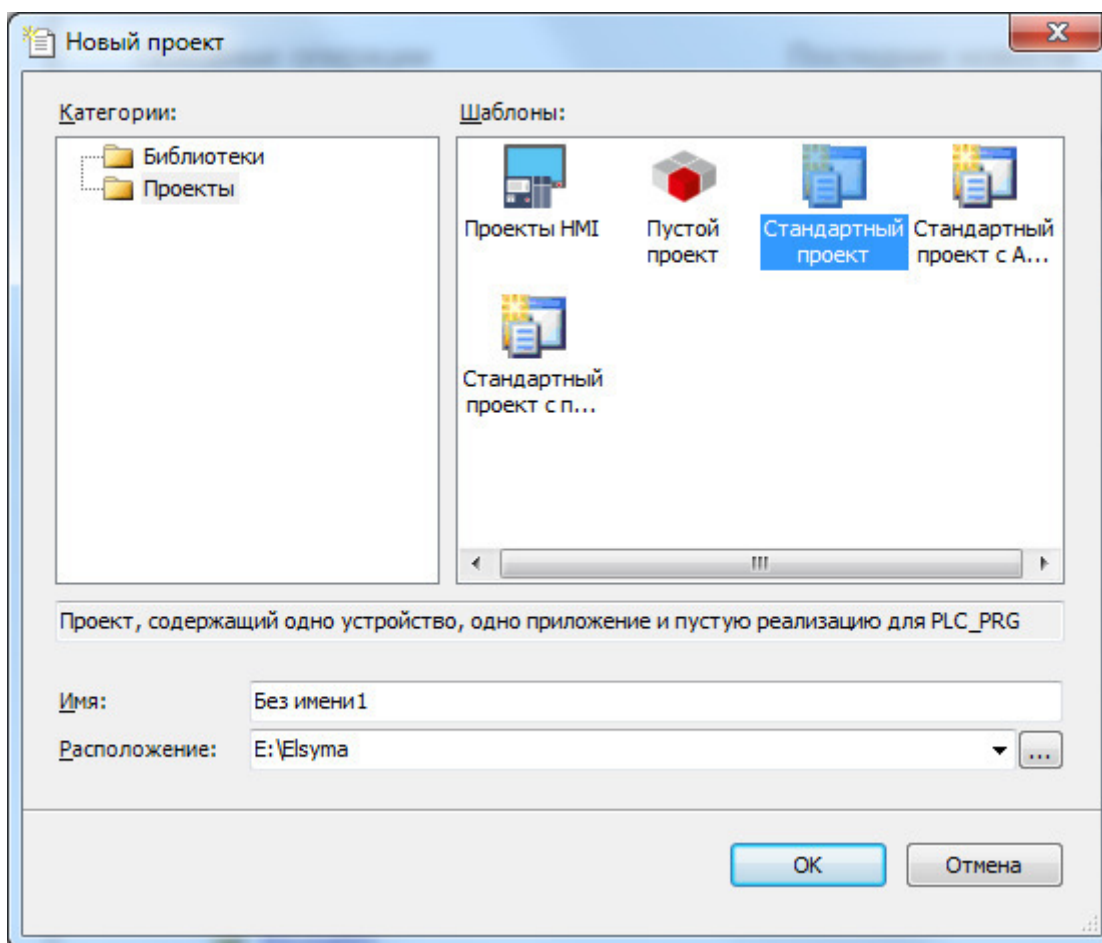 Новый проект
Категории:
Шаблоны:
Библиотеки
Проекты
Проекты HMI
Пустой
проект
Стандартный
проект
Стандартный
проект с A...
Стандартный
проект с п...
Проект, содержащий одно устройство, одно приложение и пустую реализацию для PLC_PRG
Имя:
Без имени1
Расположение:
E:\Elsyma
...
OK
Отмена